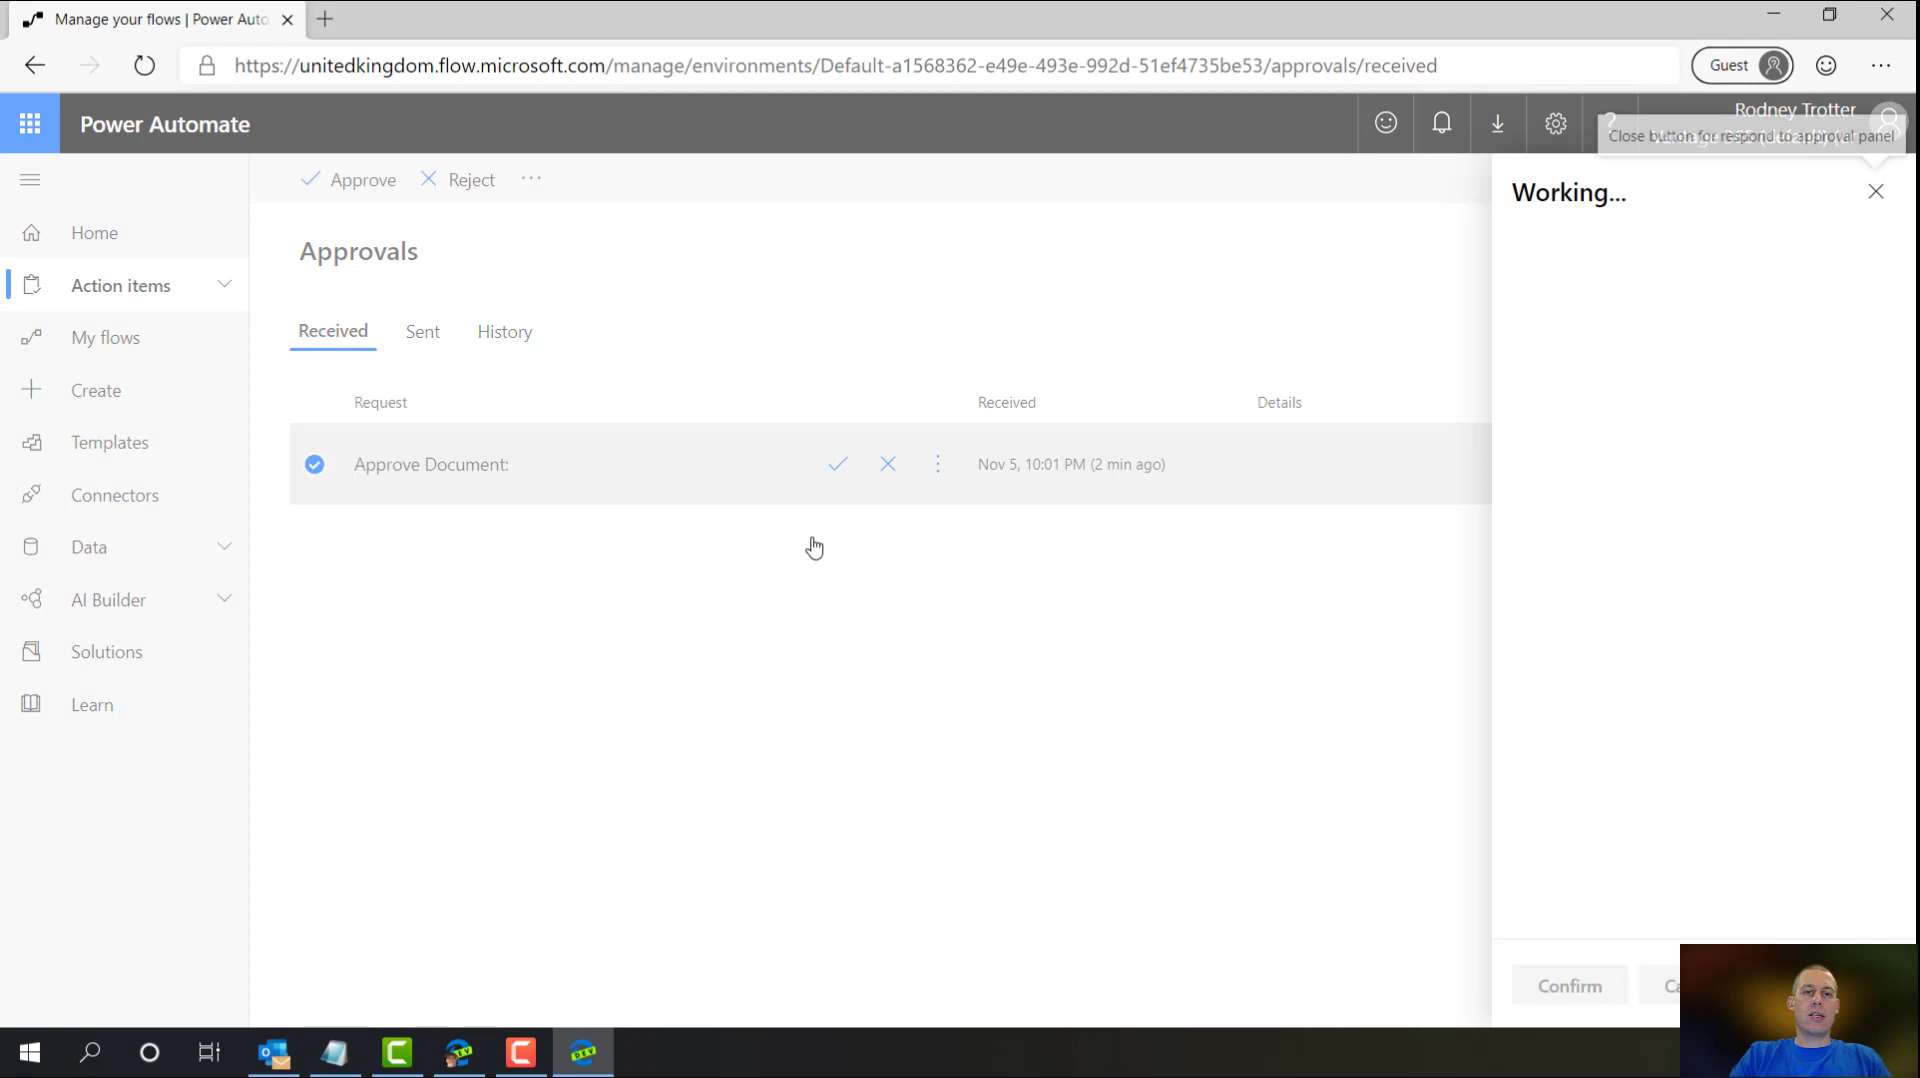 Manage your flows | Power Auto
https://unitedkingdom.flow.microsoft.com/manage/environments/Default-a1568362-e49e-493e-992d-51ef4735be53/approvals/received
Guest
Power Automate
Rodney Trotter
Close button for respond to approval panel
Approve
Reject
Working...
Home
Action items
My flows
Create
Templates
Connectors
Data
AI Builder
Solutions
Learn
Approvals
Received
Sent
History
Request
Received
Details
Approve Document:
Nov 5, 10:01 PM (2 min ago)
Confirm
DEV